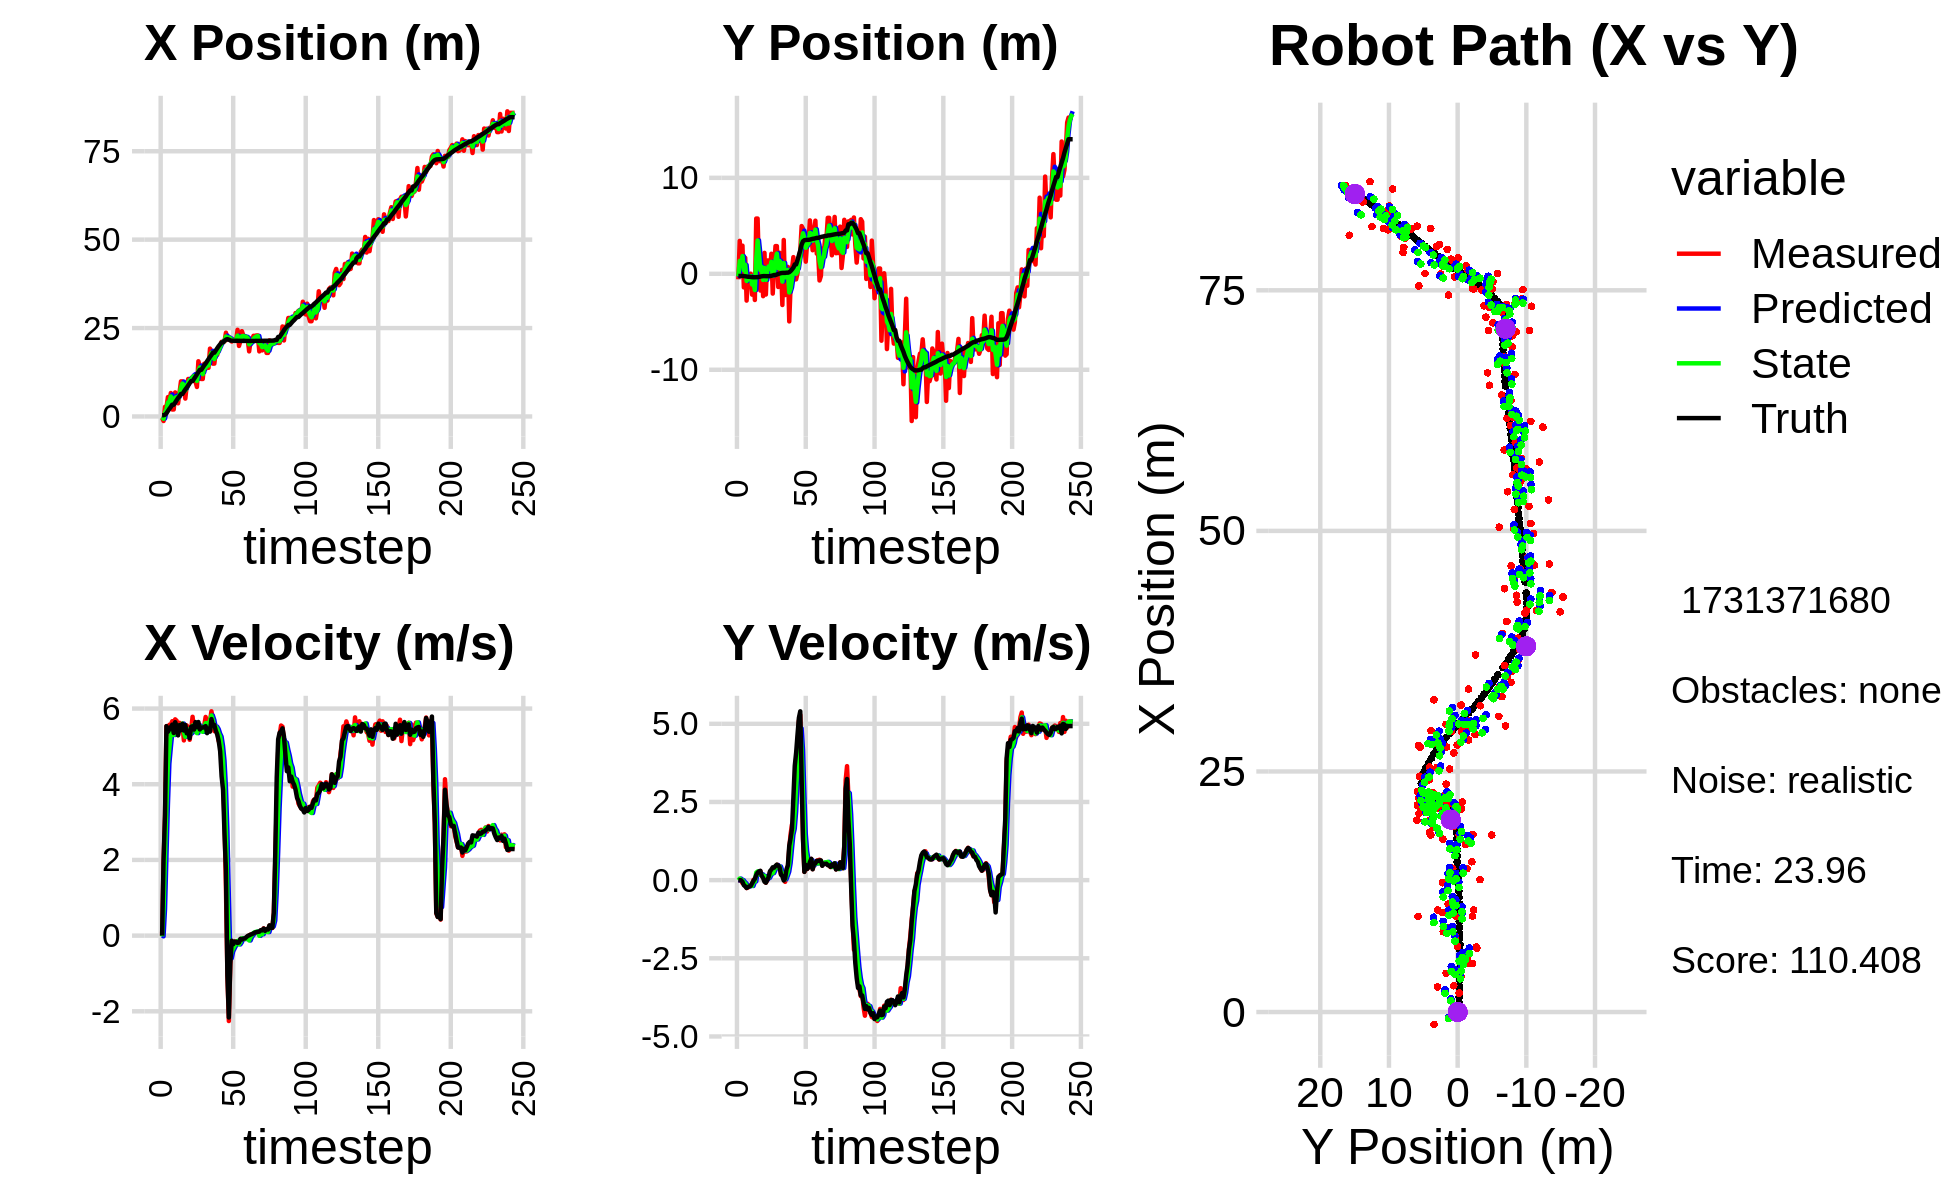 X Position (m)
75
50
25
0
0
50
100
150
200
250
timestep
Y Position (m)
10
0
-10
0
50
100
150
200
250
timestep
X Velocity (m/s)
6
4
2
0
-2
0
50
100
150
200
250
timestep
Y Velocity (m/s)
5.0
2.5
0.0
-2.5
-5.0
0
50
100
150
200
250
timestep
Robot Path (X vs Y)
X Position (m)
75
50
25
0
20 10 0 -10 -20
Y Position (m)
variable
Measured
Predicted
State
Truth
1731371680
Obstacles: none
Noise: realistic
Time: 23.96
Score: 110.408